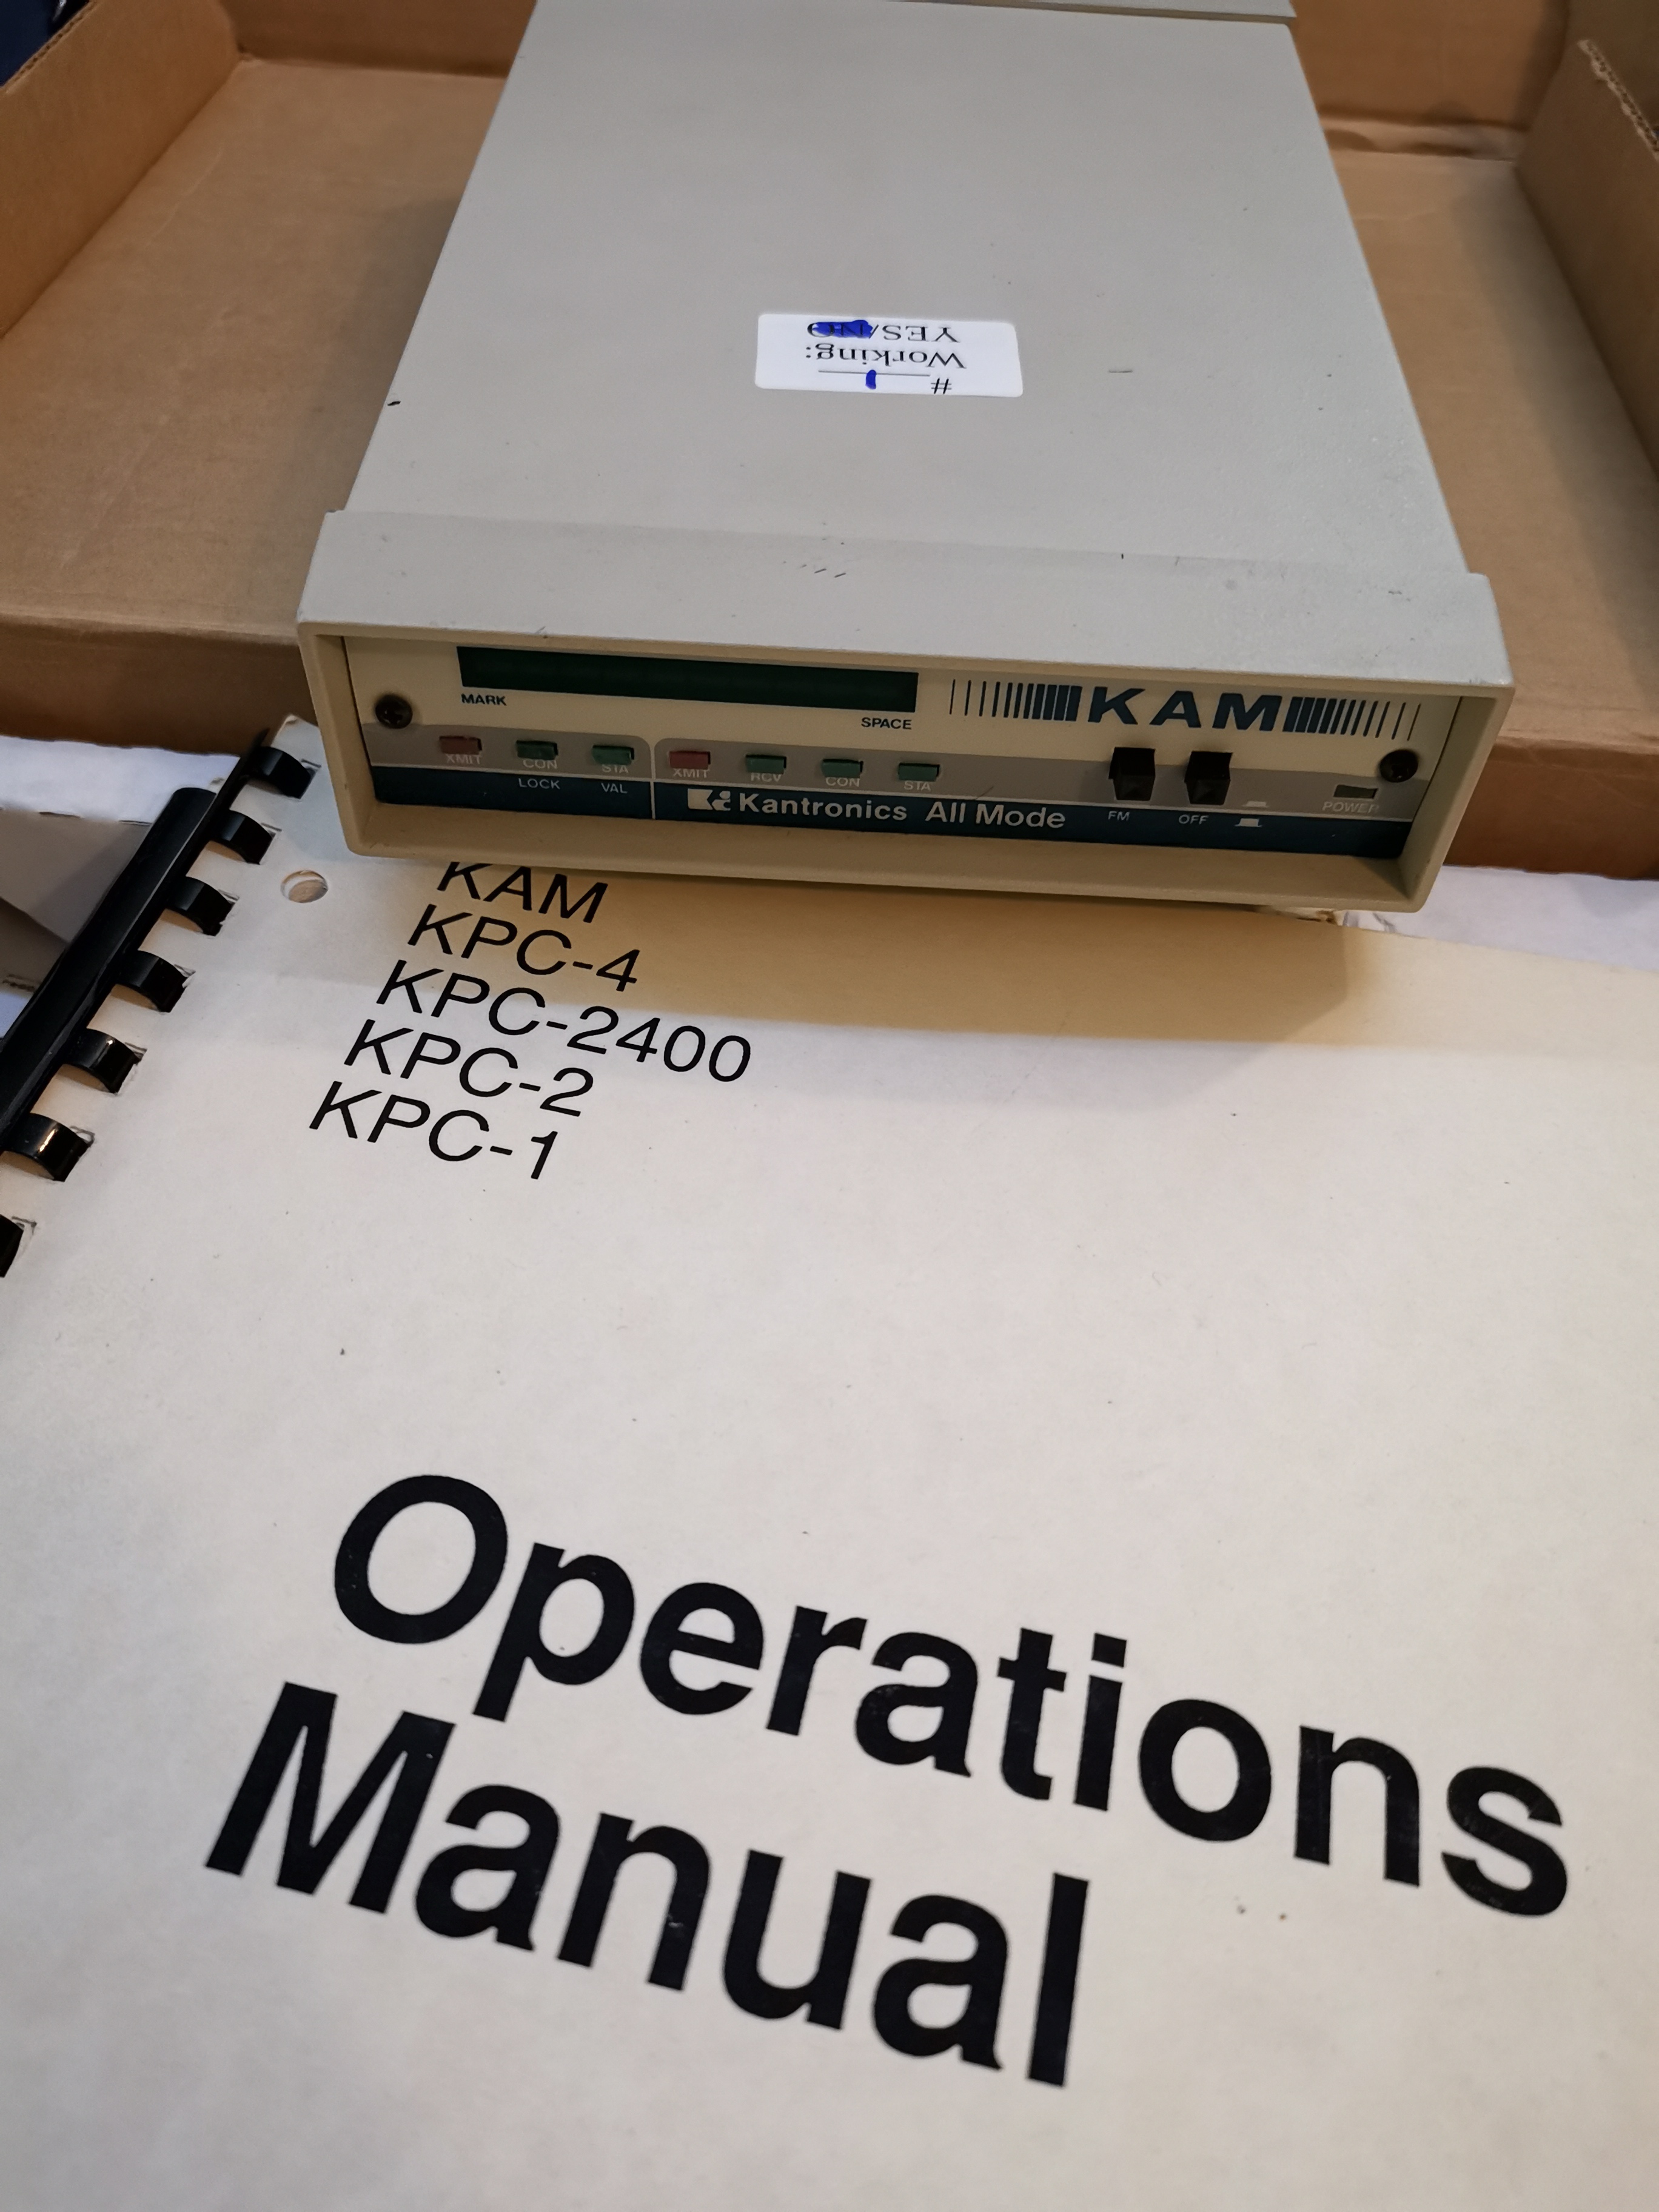 # 1
Working:
YES/NO
KAM
MARK
SPACE
XMIT CON STA XMIT RCV CON STA
LOCK VAL
Kantronics All Mode
FM OFF POWER
KAM
KPC-4
KPC-2400
KPC-2
KPC-1
Operations
Manual